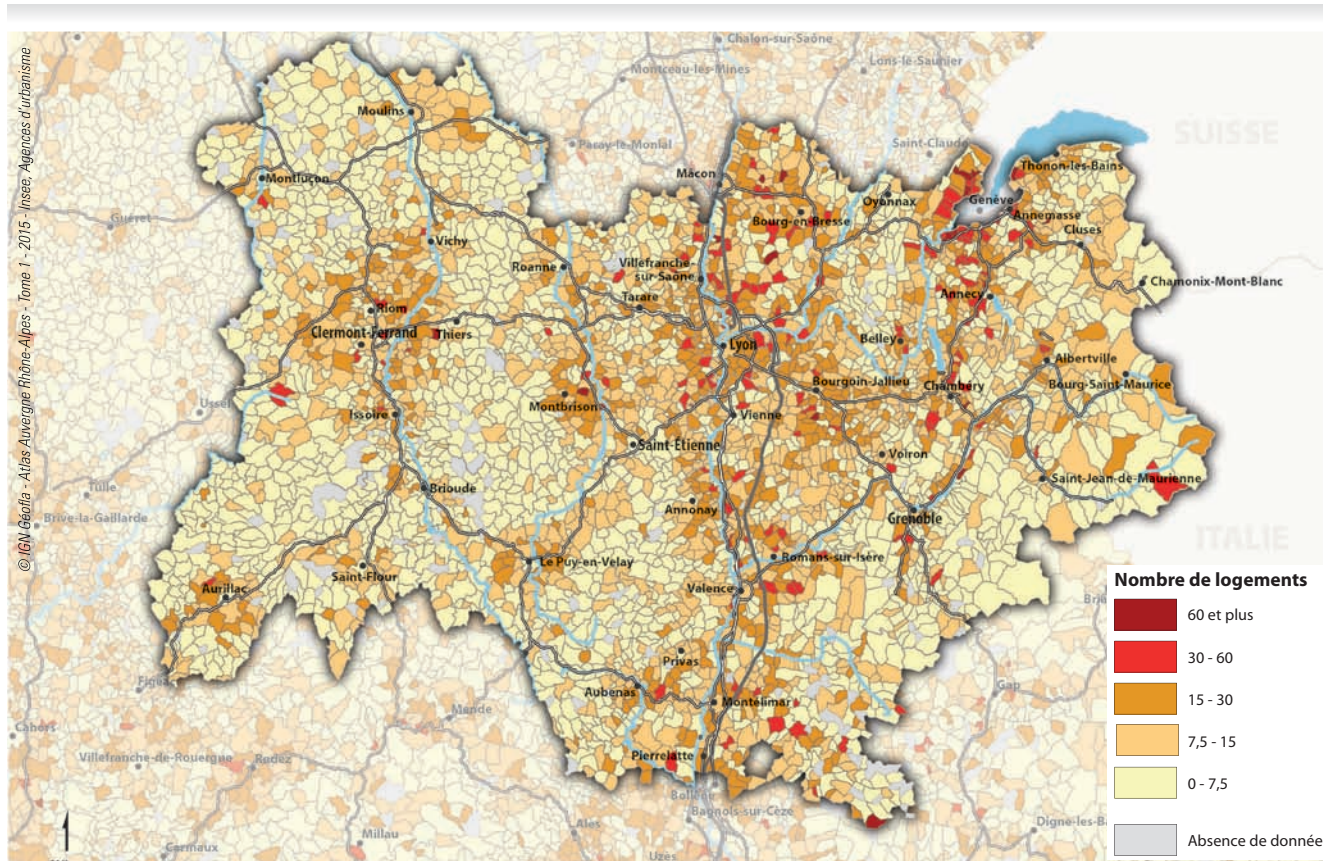 © IGN Géofla - Atlas Auvergne Rhône-Alpes - Tome 1 - 2015 - Insee, Agences d'urbanisme
Chalon-sur-Saône
Montceau-les-Mines
Lons-le-Saunier
Moulins
SUISSE
Paray-le-Monial
Saint-Claude
Thonon-les-Bains
Montluçon
Mâcon
Oyonnax
Genève
Annemasse
Guéret
Bourg-en-Bresse
Cluses
Vichy
Roanne
Villefranche-
sur-Saône
Chamonix-Mont-Blanc
Tarare
Annecy
Riom
Clermont-Ferrand
Thiers
Lyon
Belley
Albertville
Ussel
Bourgoin-Jallieu
Chambéry
Bourg-Saint-Maurice
Montbrison
Issoire
Vienne
Saint-Étienne
Voiron
Saint-Jean-de-Maurienne
Tulle
Brioude
Annonay
Grenoble
Brive-la-Gaillarde
ITALIE
Le Puy-en-Velay
Romans-sur-Isère
Saint-Flour
Aurillac
Valence
Privas
Figeac
Aubenas
Montélimar
Gap
Mende
Cahors
Villefranche-de-Rouergue
Rodez
Pierrelatte
Bollène
Bagnols-sur-Cèze
Millau
Alès
Digne-les-Ba
Carmaux
Uzès
Nombre de logements
60 et plus
30 - 60
15 - 30
7,5 - 15
0 - 7,5
Absence de donnée